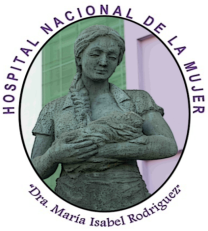 HOSPITAL NACIONAL DE LA MUJER
"Dra. María Isabel Rodríguez"